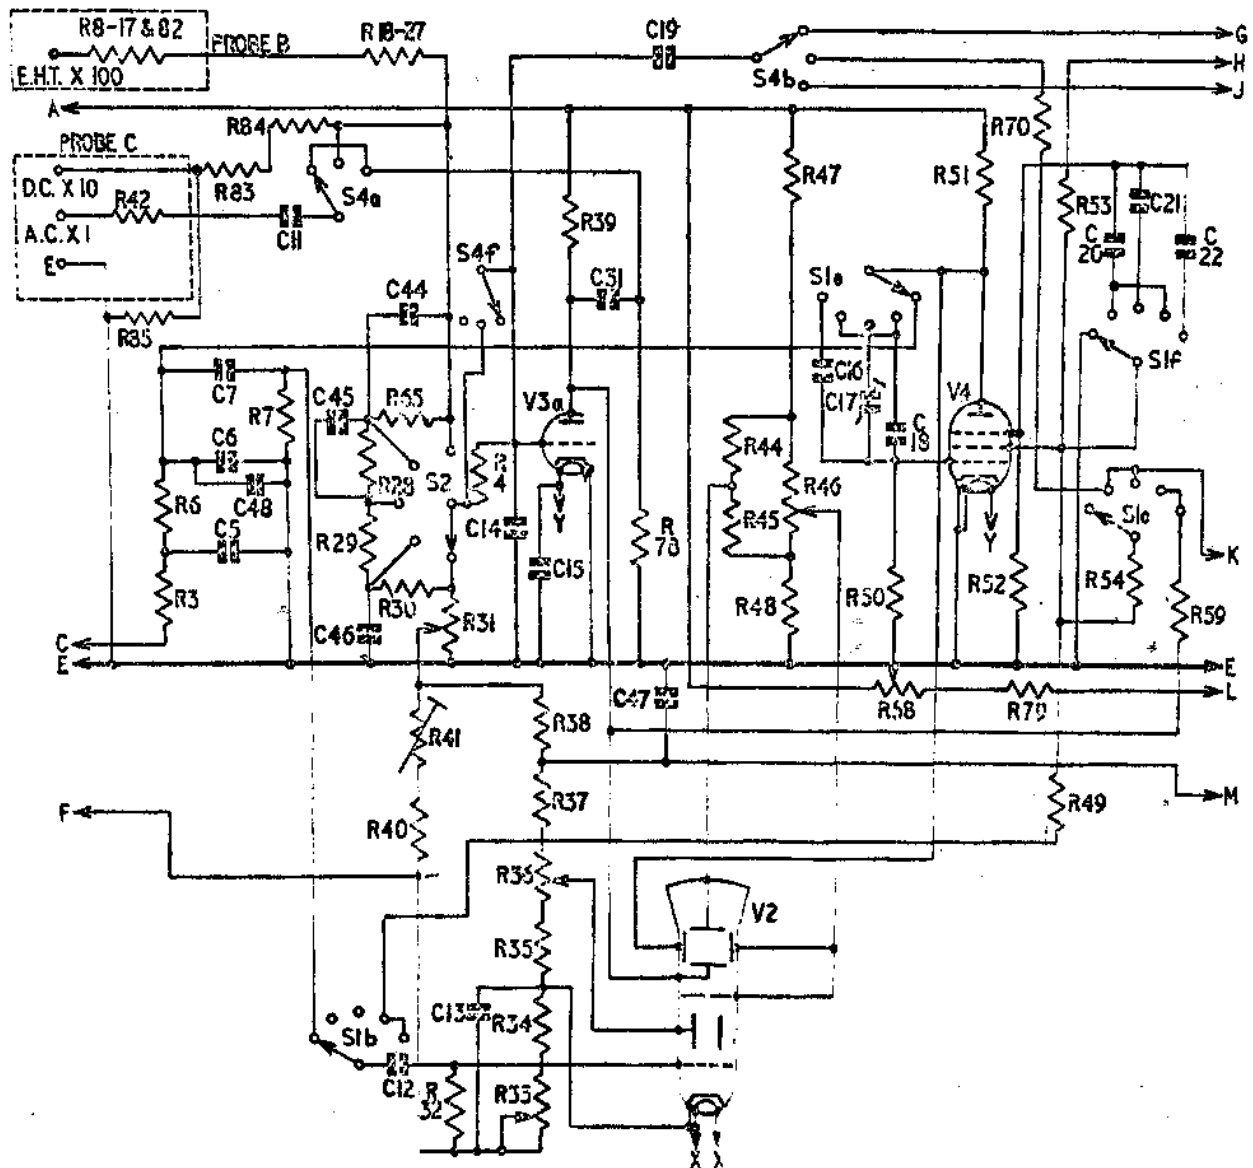 R8-17 & 82
PROBE B
R18-27
C19
G
E.H.T. X 100
S4b
H
J
A
R84
R70
PROBE C
R47
R51
D.C. X 10
R83
S4a
R53
C21
R42
R39
C
20
C
22
A.C. X 1
C11
S4f
S1e
E
C44
C31
R85
S1f
C7
C45
R65
V3a
C16
V4
R7
C17
C6
R
4
R44
C
18
R28
S2
C48
R46
R6
R45
S1c
C5
C14
Y
R29
R
78
Y
K
C15
R54
R3
R30
R48
R50
R52
R59
C46
R31
C
E
E
C47
L
R58
R79
R38
R41
M
R37
F
R40
R49
R36
V2
R35
C13
R34
S1b
C12
R
32
R33
X
X